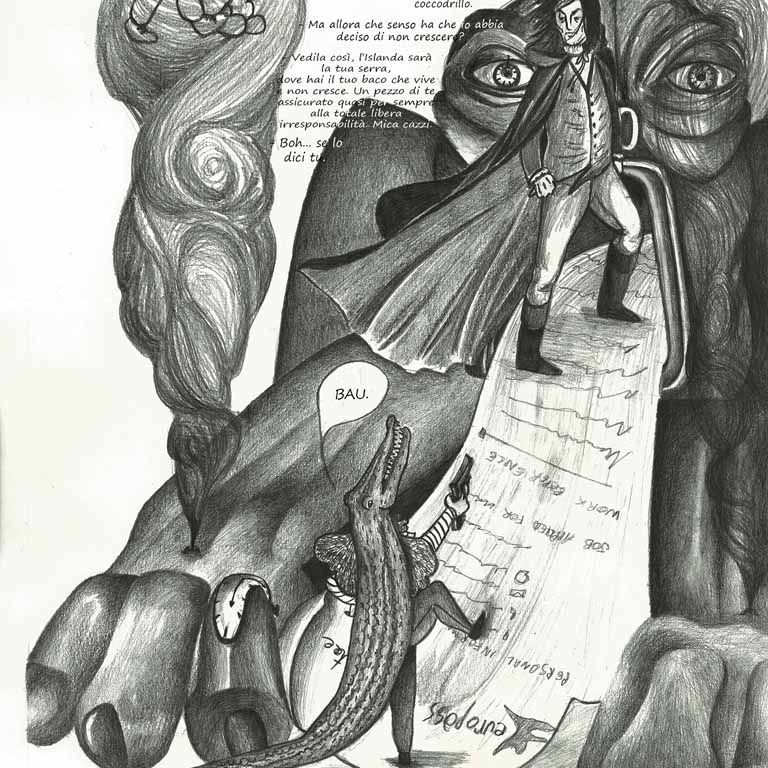 coccodrillo.
- Ma allora che senso ha che io abbia
deciso di non crescere?
Vedila così, l'Islanda sarà
la tua serra,
dove hai il tuo baco che vive
e non cresce. Un pezzo di te
assicurato quasi per sempre
alla totale libera
irresponsabilità. Mica cazzi.
- Boh... se lo
dici tu.
BAU.
WORK EXPERIENCE
JOB APPLIED FOR
PERSONAL INFOR
europass